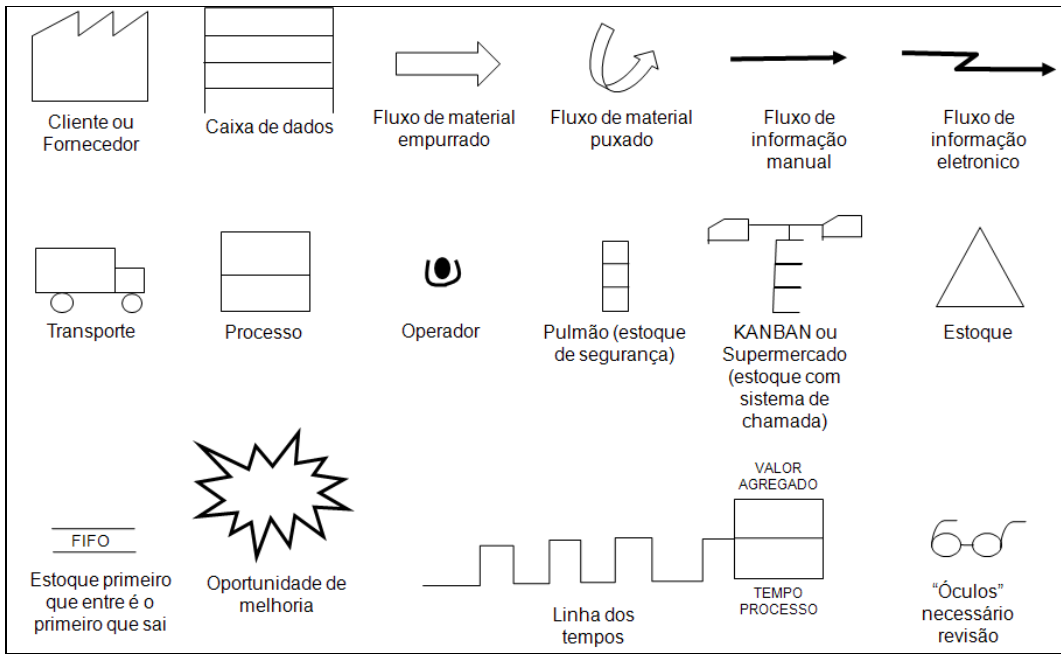 Cliente ou
Fornecedor
Caixa de dados
Fluxo de material
empurrado
Fluxo de material
puxado
Fluxo de
informação
manual
Fluxo de
informação
eletronico
Transporte
Processo
Operador
Pulmão (estoque
de segurança)
KANBAN ou
Supermercado
(estoque com
sistema de
chamada)
Estoque
FIFO
Estoque primeiro
que entre é o
primeiro que sai
Oportunidade de
melhoria
Linha dos
tempos
VALOR
AGREGADO
TEMPO
PROCESSO
“Óculos”
necessário
revisão